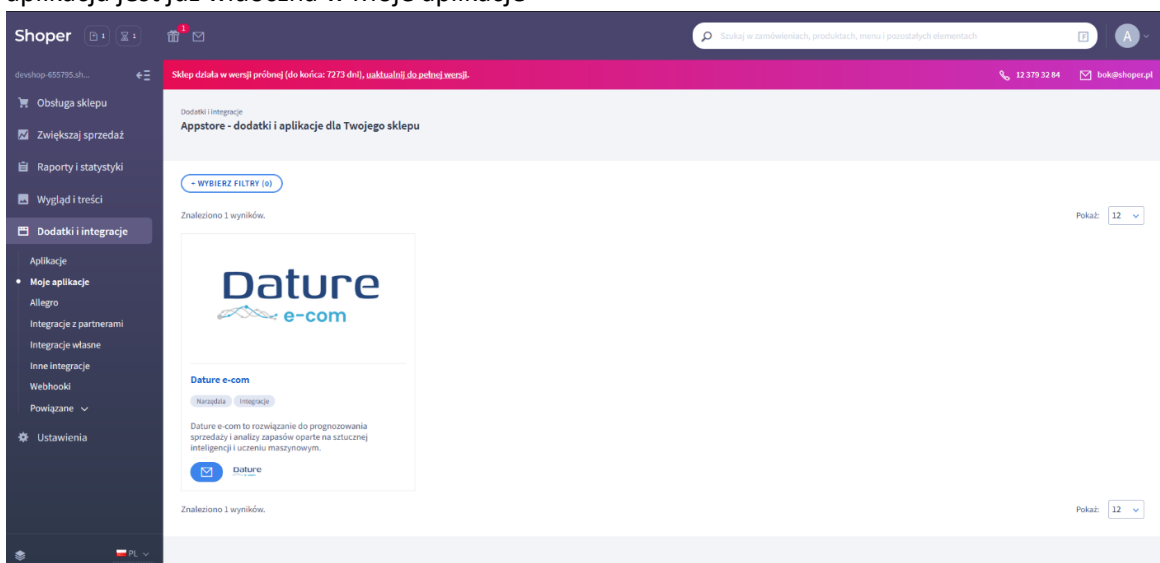 aplikacja jest już widoczna w moje aplikacje
Shoper 1 1
1
Szukaj w zamówieniach, produktach, menu i pozostałych elementach
F
A
devshop-655795.sh...
Sklep działa w wersji próbnej (do końca: 7273 dni), uaktualnij do pełnej wersji.
12 379 32 84
bok@shoper.pl
Obsługa sklepu
Zwiększaj sprzedaż
Raporty i statystyki
Wygląd i treści
Dodatki i integracje
Aplikacje
Moje aplikacje
Allegro
Integracje z partnerami
Integracje własne
Inne integracje
Webhooki
Powiązane
Ustawienia
PL
Dodatki i integracje
Appstore - dodatki i aplikacje dla Twojego sklepu
+ WYBIERZ FILTRY (0)
Znaleziono 1 wyników.
Pokaż: 12
Dature
e-com
Dature e-com
Narzędzia Integracje
Dature e-com to rozwiązanie do prognozowania
sprzedaży i analizy zapasów oparte na sztucznej
inteligencji i uczeniu maszynowym.
Dature
Znaleziono 1 wyników.
Pokaż: 12